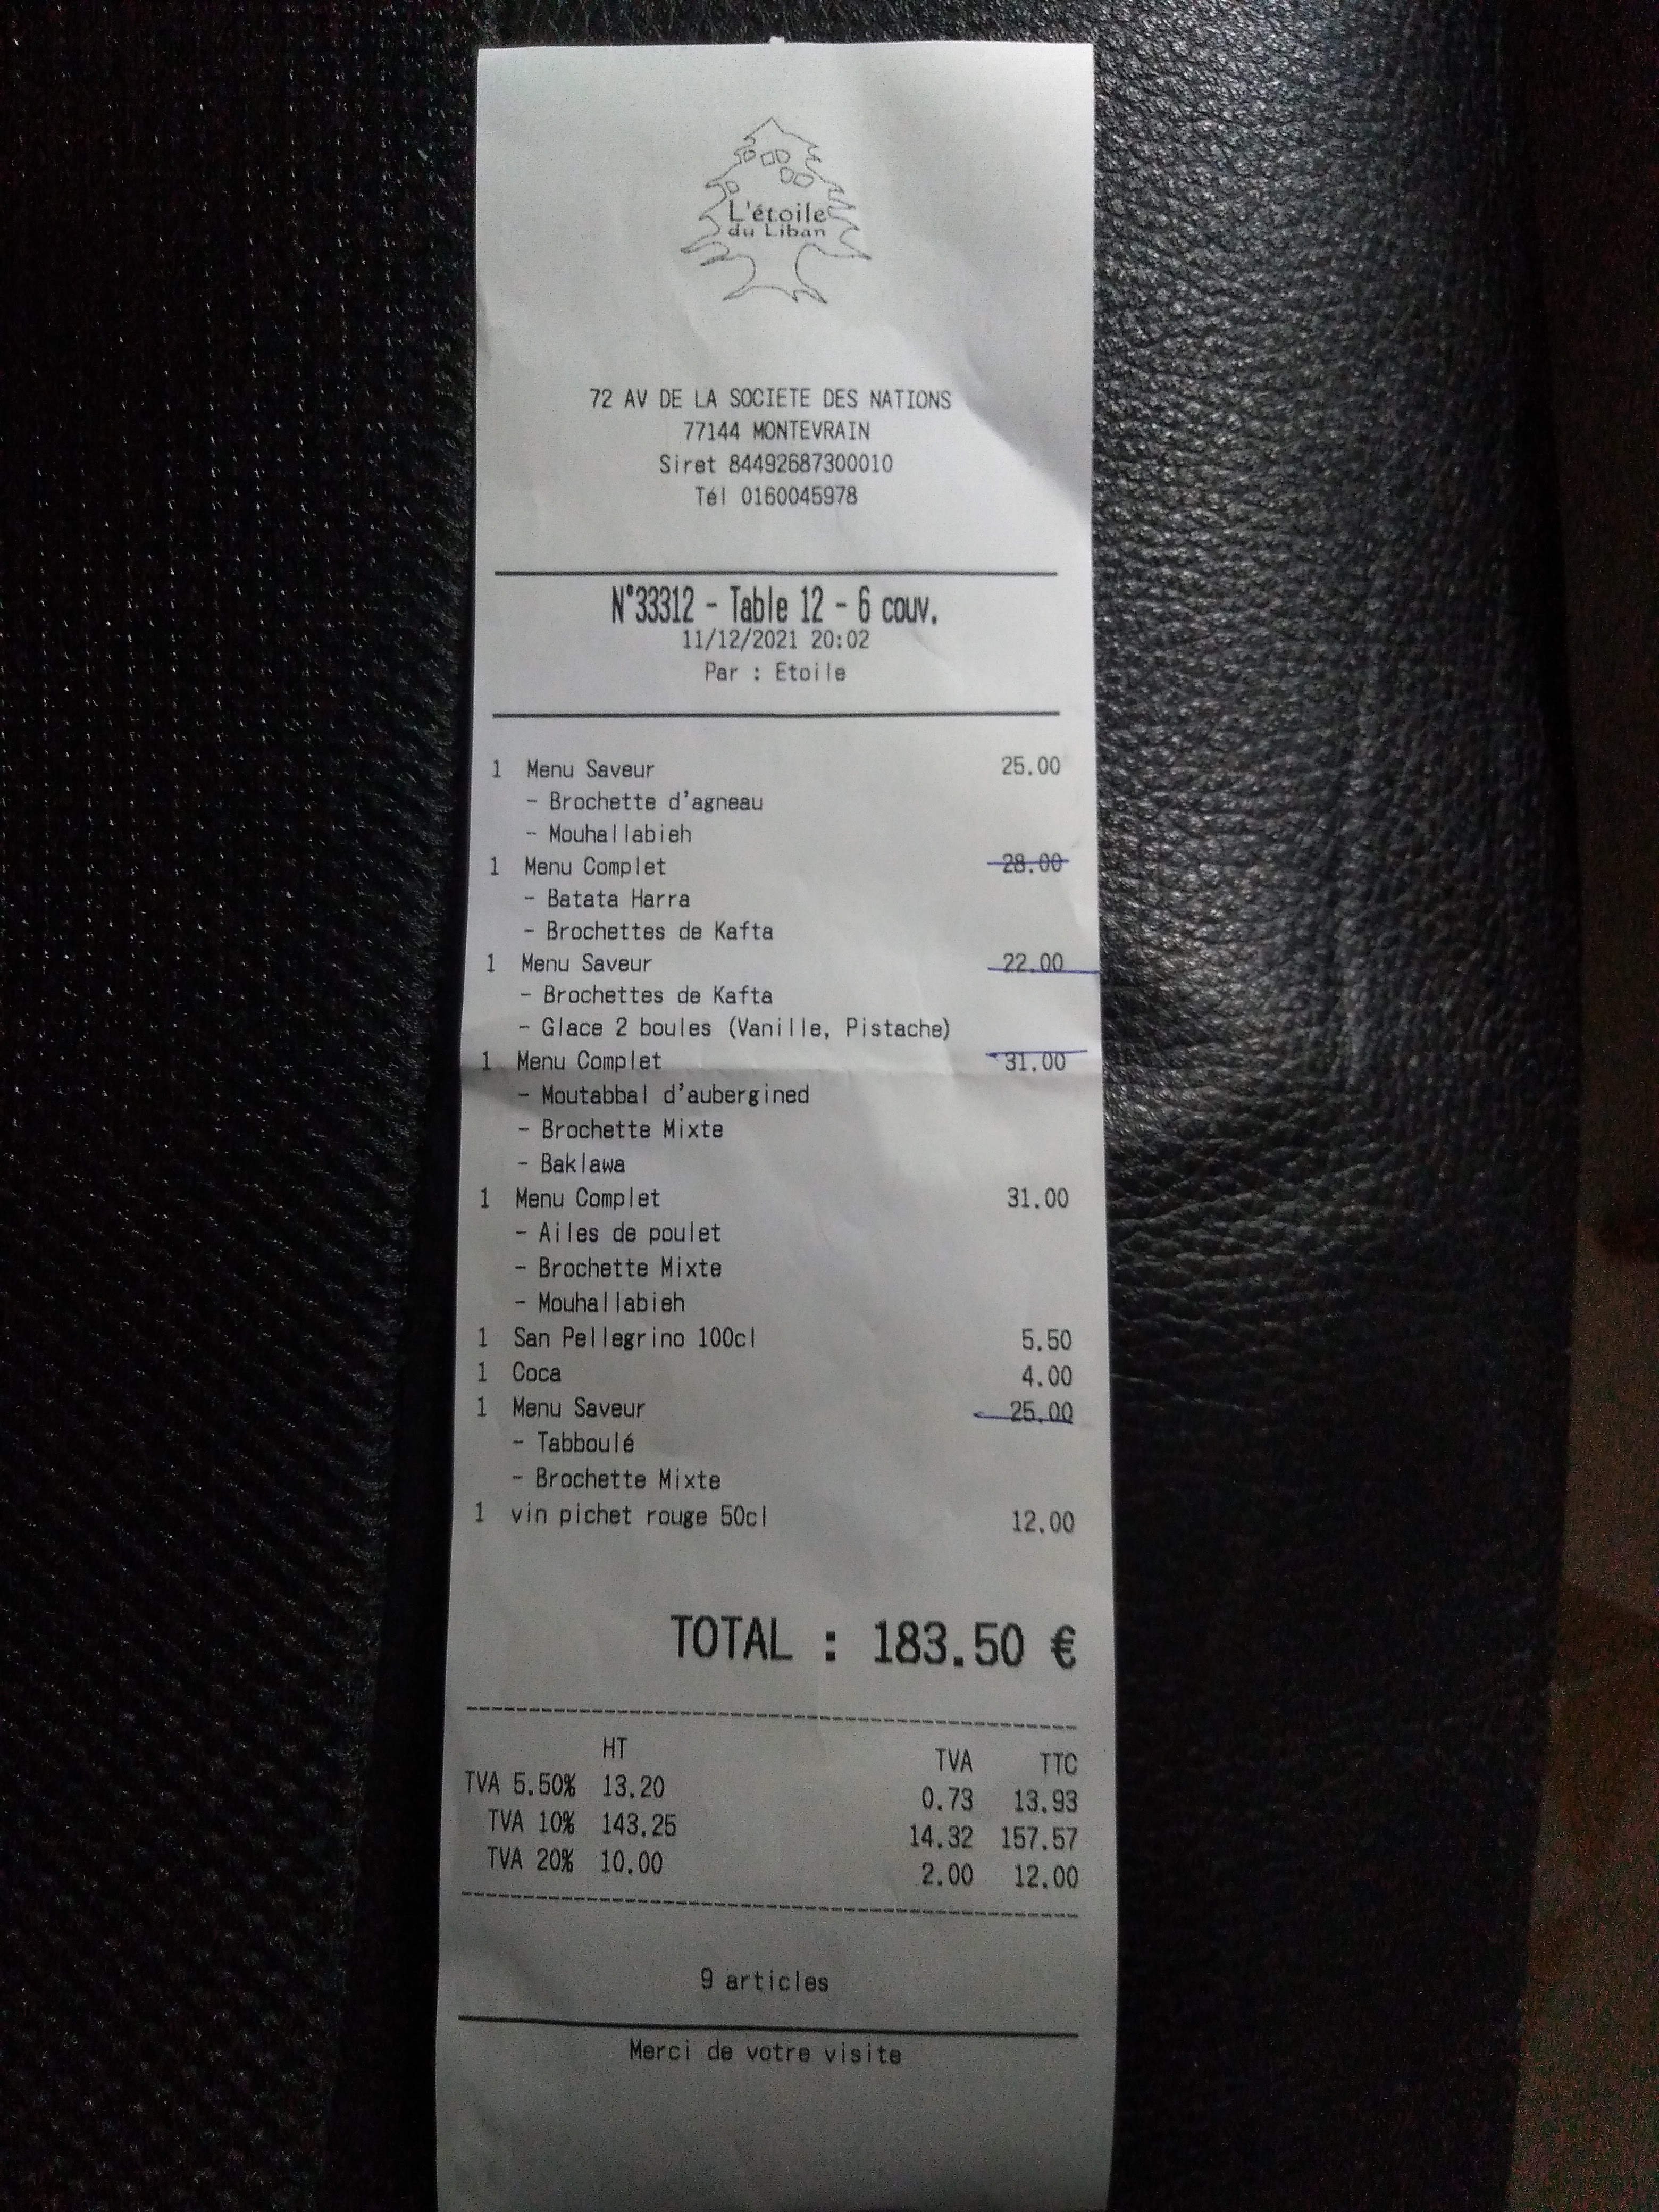 L'étoile
du Liban
72 AV DE LA SOCIETE DES NATIONS
77144 MONTEVRAIN
Siret 84492687300010
Tél 0160045978
N°33312 - Table 12 - 6 couv.
11/12/2021 20:02
Par : Etoile
1 Menu Saveur 25.00
- Brochette d'agneau
- Mouhallabieh
1 Menu Complet 28.00
- Batata Harra
- Brochettes de Kafta
1 Menu Saveur 22.00
- Brochettes de Kafta
- Glace 2 boules (Vanille, Pistache)
1 Menu Complet 31.00
- Moutabbal d'aubergined
- Brochette Mixte
- Baklawa
1 Menu Complet 31.00
- Ailes de poulet
- Brochette Mixte
- Mouhallabieh
1 San Pellegrino 100cl 5.50
1 Coca 4.00
1 Menu Saveur 25.00
- Tabboulé
- Brochette Mixte
1 vin pichet rouge 50cl 12.00
TOTAL : 183.50 €
HT TVA TTC
TVA 5.50% 13.20 0.73 13.93
TVA 10% 143.25 14.32 157.57
TVA 20% 10.00 2.00 12.00
9 articles
Merci de votre visite